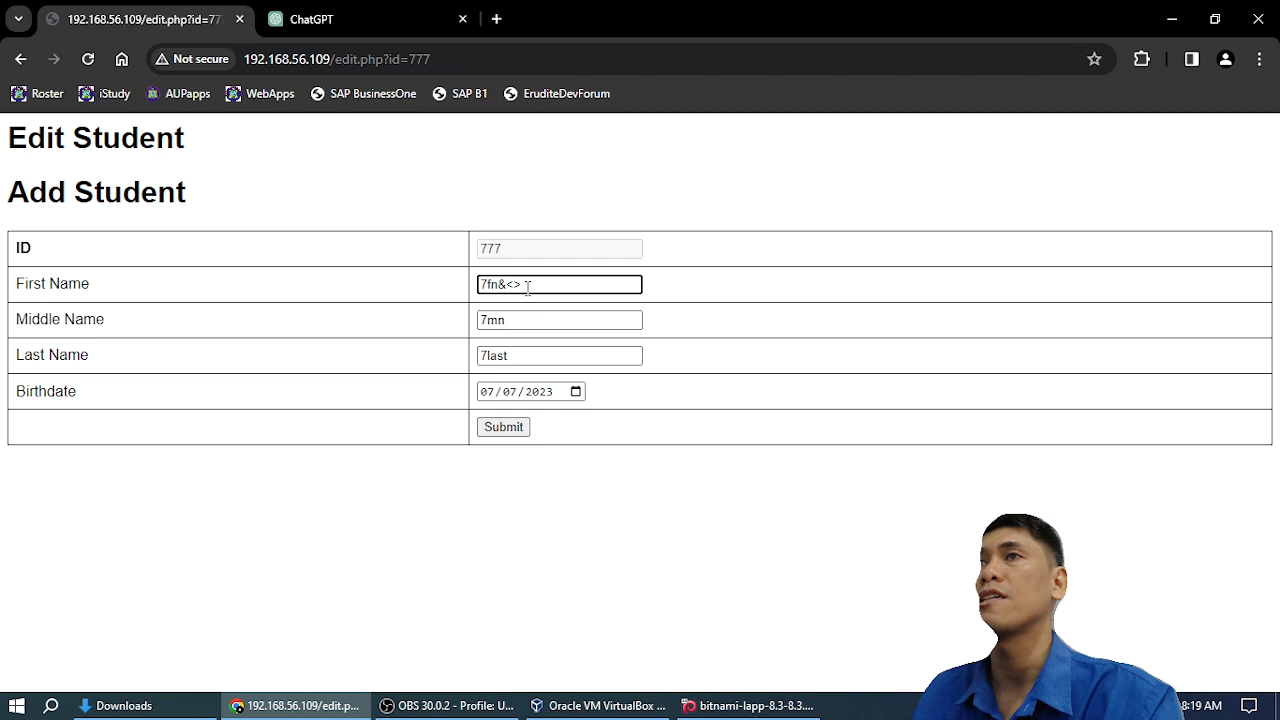 192.168.56.109/edit.php?id=77
ChatGPT
Not secure
192.168.56.109/edit.php?id=777
Roster
iStudy
AUPapps
WebApps
SAP BusinessOne
SAP B1
EruditeDevForum
Edit Student
Add Student
ID
777
First Name
7fn&<>
Middle Name
7mn
Last Name
7last
Birthdate
07/07/2023
Submit
Downloads
192.168.56.109/edit.p...
OBS 30.0.2 - Profile: U...
Oracle VM VirtualBox ...
bitnami-lapp-8.3-8.3....
8:19 AM